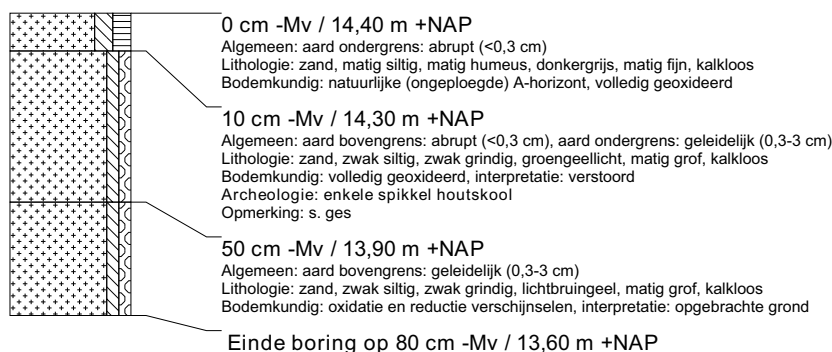 0 cm -Mv / 14,40 m +NAP
Algemeen: aard ondergrens: abrupt (<0,3 cm)
Lithologie: zand, matig siltig, matig humeus, donkergrijs, matig fijn, kalkloos
Bodemkundig: natuurlijke (ongeploegde) A-horizont, volledig geoxideerd
10 cm -Mv / 14,30 m +NAP
Algemeen: aard bovengrens: abrupt (<0,3 cm), aard ondergrens: geleidelijk (0,3-3 cm)
Lithologie: zand, zwak siltig, zwak grindig, groengeellicht, matig grof, kalkloos
Bodemkundig: volledig geoxideerd, interpretatie: verstoord
Archeologie: enkele spikkel houtskool
Opmerking: s. ges
50 cm -Mv / 13,90 m +NAP
Algemeen: aard bovengrens: geleidelijk (0,3-3 cm)
Lithologie: zand, zwak siltig, zwak grindig, lichtbruingeel, matig grof, kalkloos
Bodemkundig: oxidatie en reductie verschijnselen, interpretatie: opgebrachte grond
Einde boring op 80 cm -Mv / 13,60 m +NAP